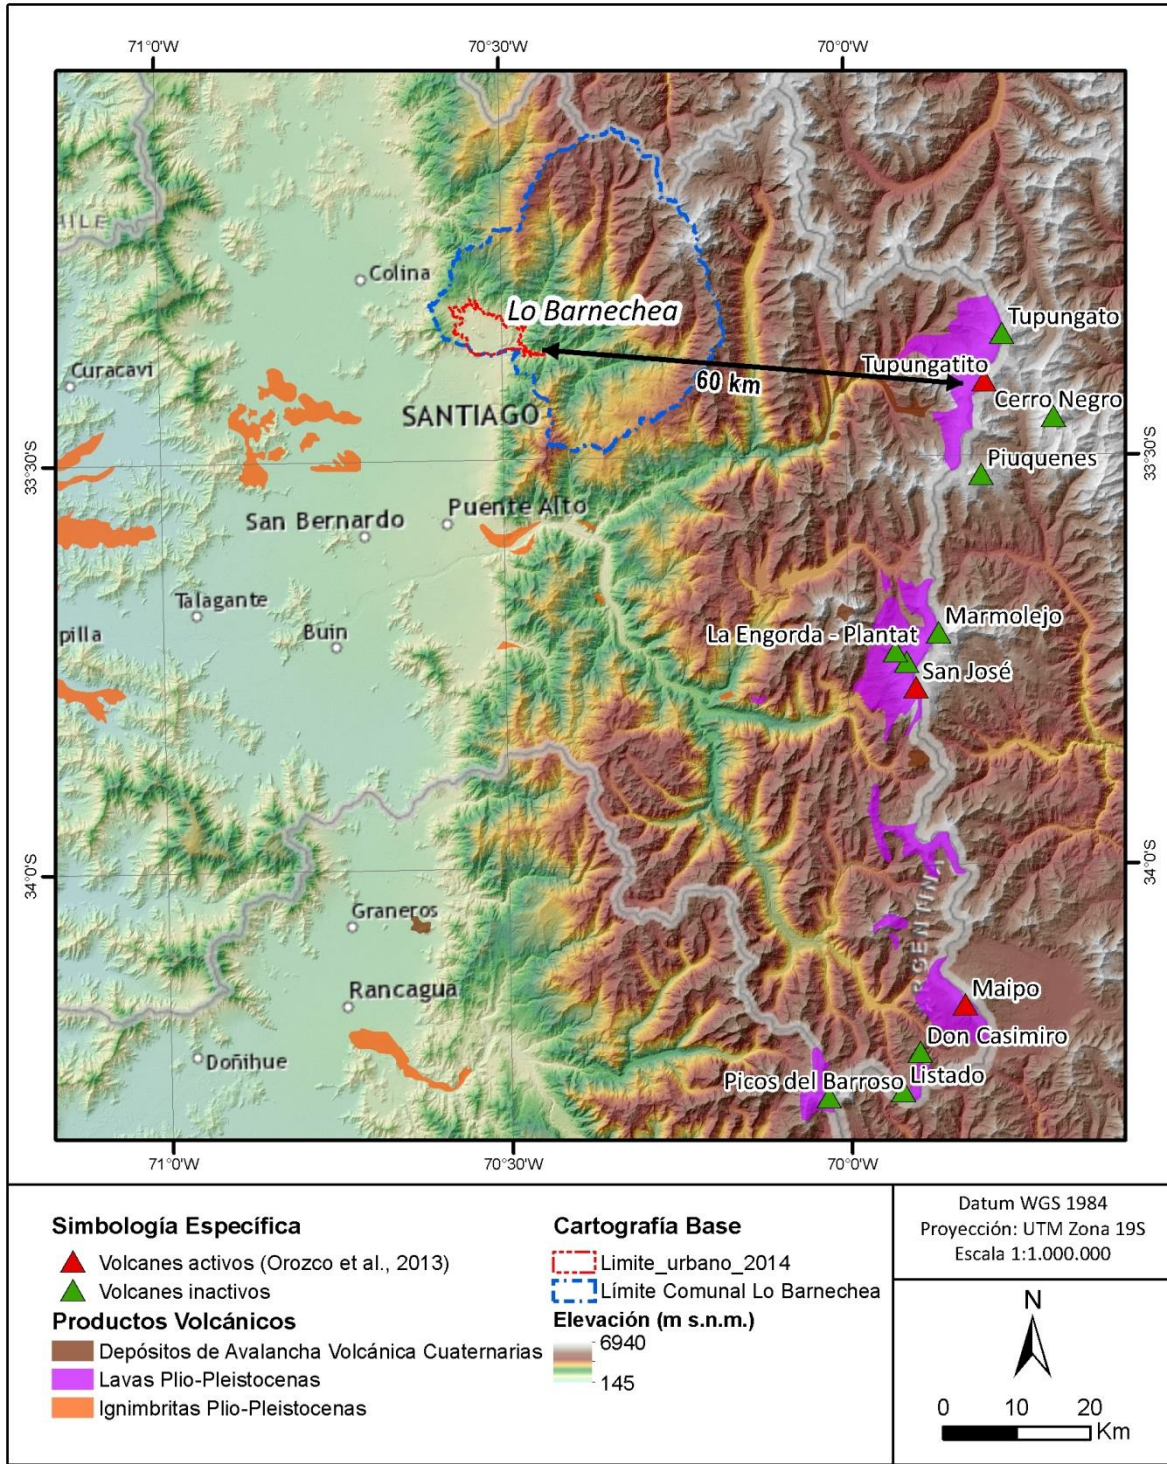 71°0'W
70°30'W
70°0'W
HILE
Colina
Lo Barnechea
Tupungato
Curacavi
Tupungatito
60 km
Cerro Negro
SANTIAGO
33°30'S
33°30'S
Piuquenes
Puente Alto
San Bernardo
Talagante
Marmolejo
pilla
Buin
La Engorda - Plantat
San José
34°0'S
34°0'S
Graneros
RGENTINA
Rancagua
Maipo
Don Casimiro
Doñihue
Picos del Barroso
Listado
71°0'W
70°30'W
70°0'W
Simbología Específica
Volcanes activos (Orozco et al., 2013)
Volcanes inactivos
Productos Volcánicos
Depósitos de Avalancha Volcánica Cuaternarias
Lavas Plio-Pleistocenas
Ignimbritas Plio-Pleistocenas
Cartografía Base
Limite_urbano_2014
Límite Comunal Lo Barnechea
Elevación (m s.n.m.)
6940
145
Datum WGS 1984
Proyección: UTM Zona 19S
Escala 1:1.000.000
N
0 10 20
Km